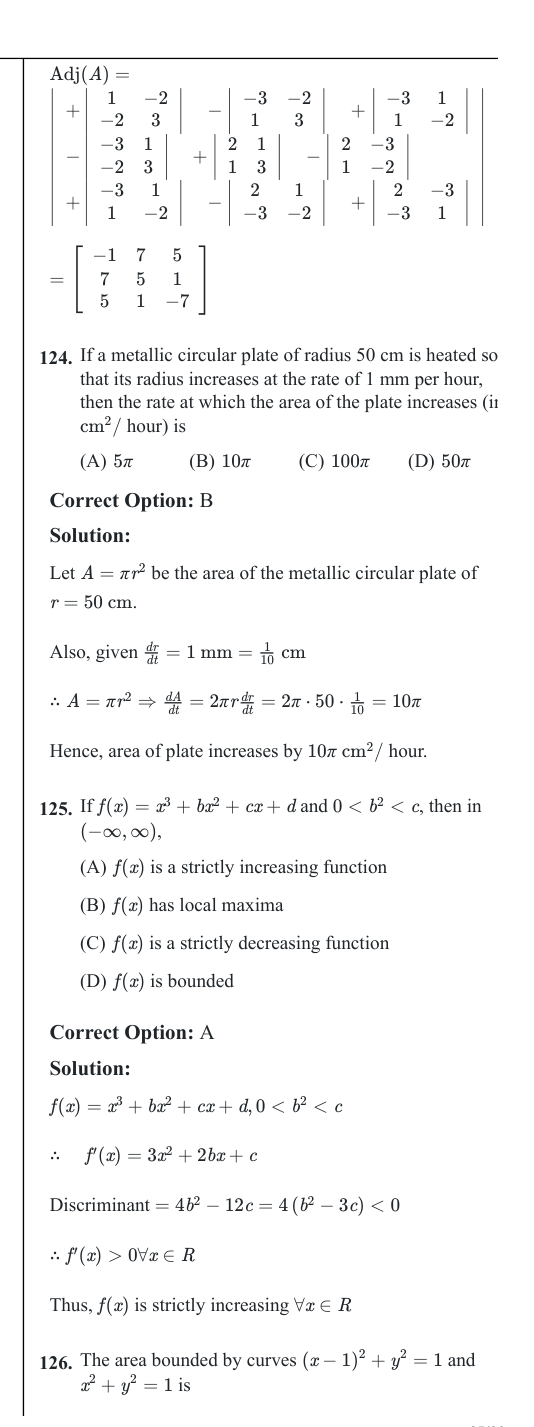 Adj(A) =
| + | 1 −2 | − | −3 −2 | + | −3 1 | |
| | −2 3 | | 1 3 | | 1 −2 | |
| − | −3 1 | + | 2 1 | − | 2 −3 | |
| | −2 3 | | 1 3 | | 1 −2 | |
| + | −3 1 | − | 2 1 | + | 2 −3 | |
| | 1 −2 | | −3 −2 | | −3 1 | |
= [ −1 7 5
7 5 1
5 1 −7 ]
124. If a metallic circular plate of radius 50 cm is heated so
that its radius increases at the rate of 1 mm per hour,
then the rate at which the area of the plate increases (in
cm²/ hour) is
(A) 5π (B) 10π (C) 100π (D) 50π
Correct Option: B
Solution:
Let A = πr² be the area of the metallic circular plate of
r = 50 cm.
Also, given dr/dt = 1 mm = 1/10 cm
∴ A = πr² ⇒ dA/dt = 2πr dr/dt = 2π · 50 · 1/10 = 10π
Hence, area of plate increases by 10π cm²/ hour.
125. If f(x) = x³ + bx² + cx + d and 0 < b² < c, then in
(−∞, ∞),
(A) f(x) is a strictly increasing function
(B) f(x) has local maxima
(C) f(x) is a strictly decreasing function
(D) f(x) is bounded
Correct Option: A
Solution:
f(x) = x³ + bx² + cx + d, 0 < b² < c
∴ f′(x) = 3x² + 2bx + c
Discriminant = 4b² − 12c = 4 (b² − 3c) < 0
∴ f′(x) > 0∀x ∈ R
Thus, f(x) is strictly increasing ∀x ∈ R
126. The area bounded by curves (x − 1)² + y² = 1 and
x² + y² = 1 is